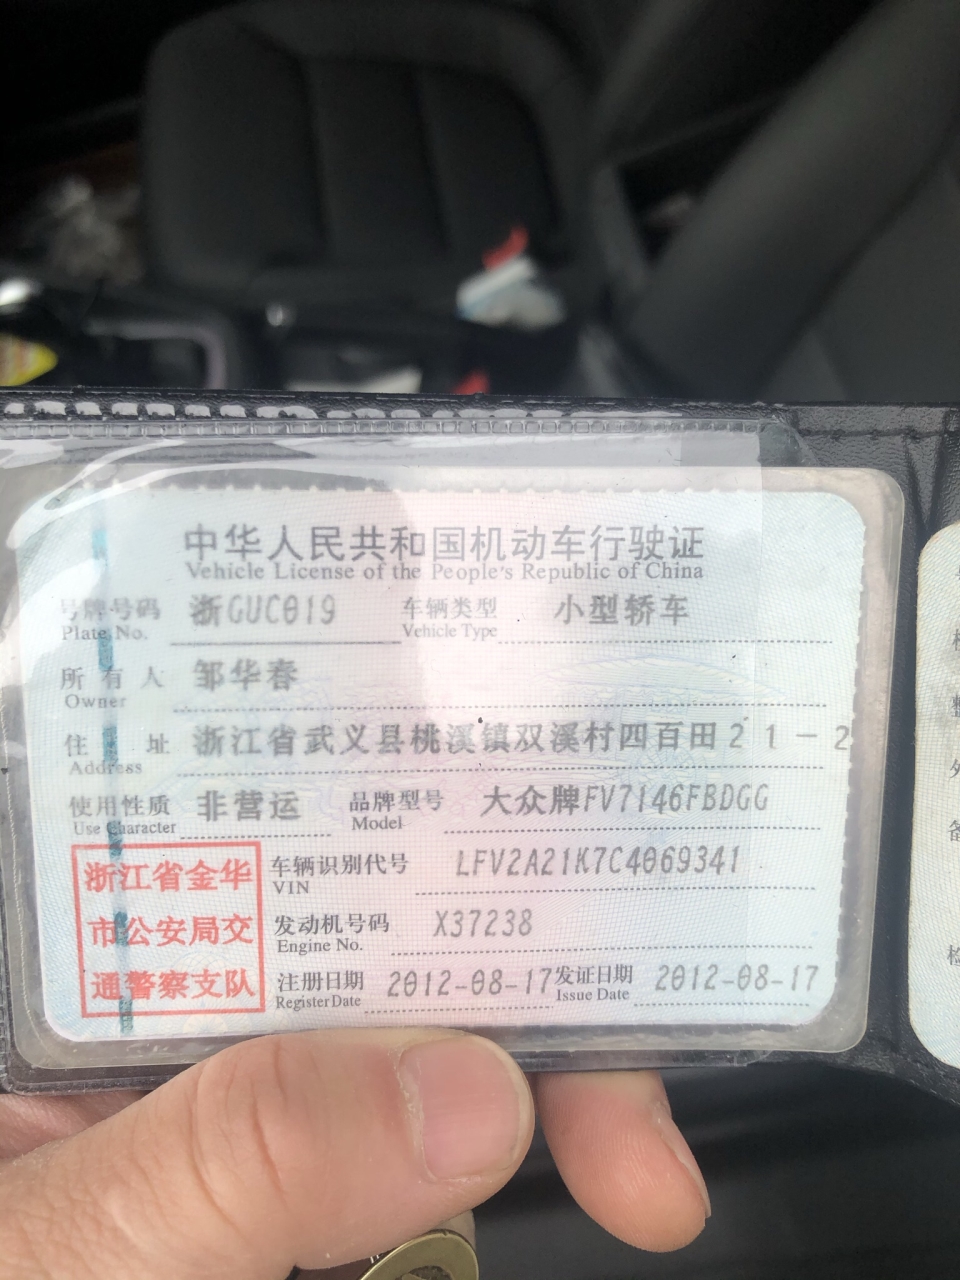 中华人民共和国机动车行驶证
Vehicle License of the People's Republic of China
号牌号码 浙GUC019 车辆类型 小型轿车
Plate No. Vehicle Type
所有人 邹华春
Owner
住址 浙江省武义县桃溪镇双溪村四百田21-2
Address
使用性质 非营运 品牌型号 大众牌FV7146FBDGG
Use Character Model
浙江省金华
市公安局交
通警察支队
车辆识别代号 LFV2A21K7C4069341
VIN
发动机号码 X37238
Engine No.
注册日期 2012-08-17 发证日期 2012-08-17
Register Date Issue Date